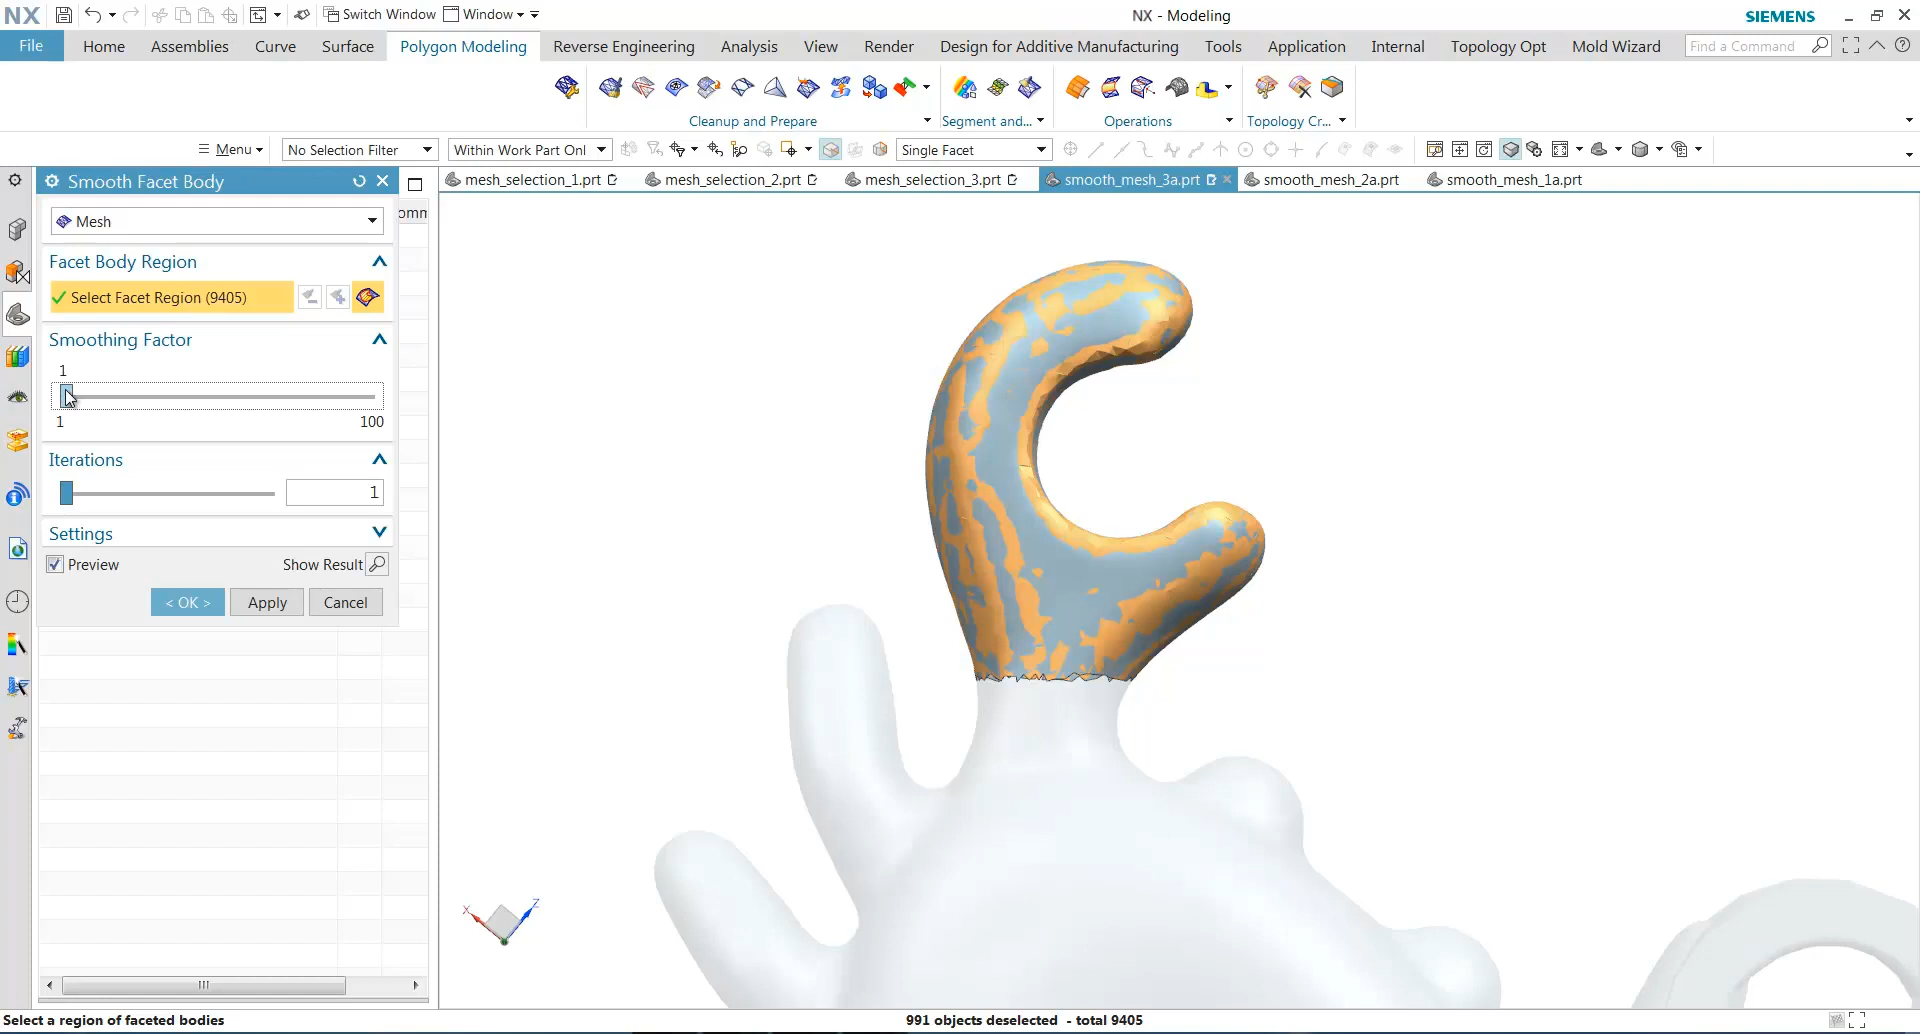 NX Switch Window Window NX - Modeling SIEMENS
File Home Assemblies Curve Surface Polygon Modeling Reverse Engineering Analysis View Render Design for Additive Manufacturing Tools Application Internal Topology Opt Mold Wizard Find a Command
Cleanup and Prepare Segment and... Operations Topology Cr...
Menu No Selection Filter Within Work Part Onl Single Facet
Smooth Facet Body mesh_selection_1.prt mesh_selection_2.prt mesh_selection_3.prt smooth_mesh_3a.prt smooth_mesh_2a.prt smooth_mesh_1a.prt
Mesh
omm
Facet Body Region
Select Facet Region (9405)
Smoothing Factor
1
1 100
Iterations
1
Settings
Preview Show Result
< OK > Apply Cancel
X Z
Select a region of faceted bodies 991 objects deselected - total 9405